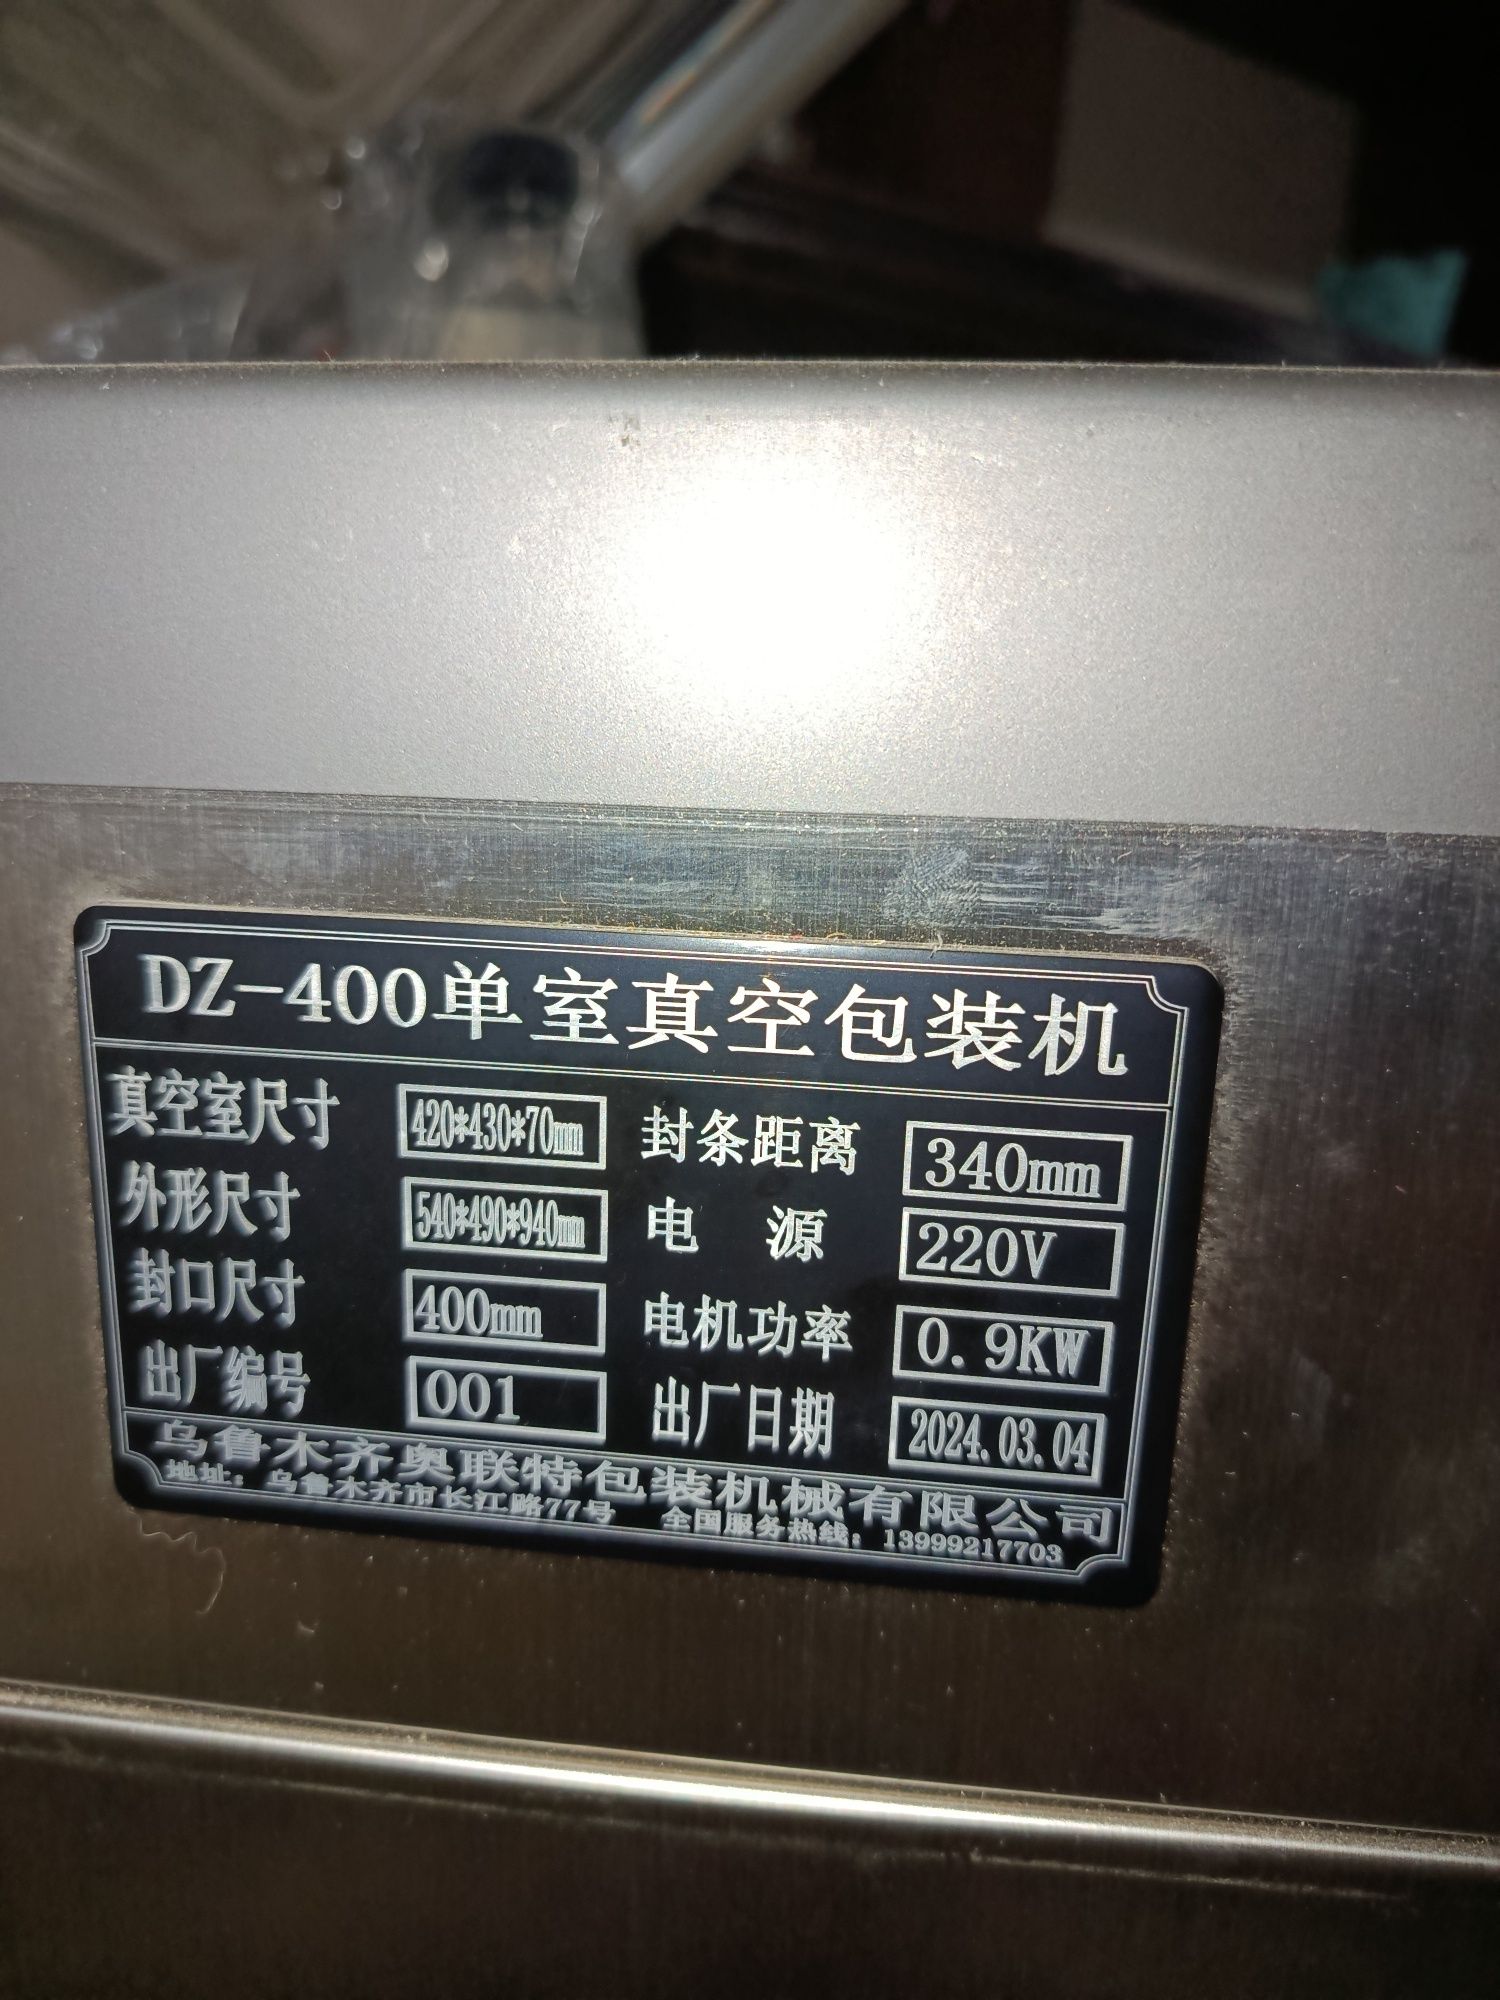 DZ-400单室真空包装机
真空室尺寸 420*430*70mm 封条距离 340mm
外形尺寸 540*490*940mm 电 源 220V
封口尺寸 400mm 电机功率 0.9KW
出厂编号 001 出厂日期 2024.03.04
乌鲁木齐奥联特包装机械有限公司
地址：乌鲁木齐市长江路77号 全国服务热线：13999217703